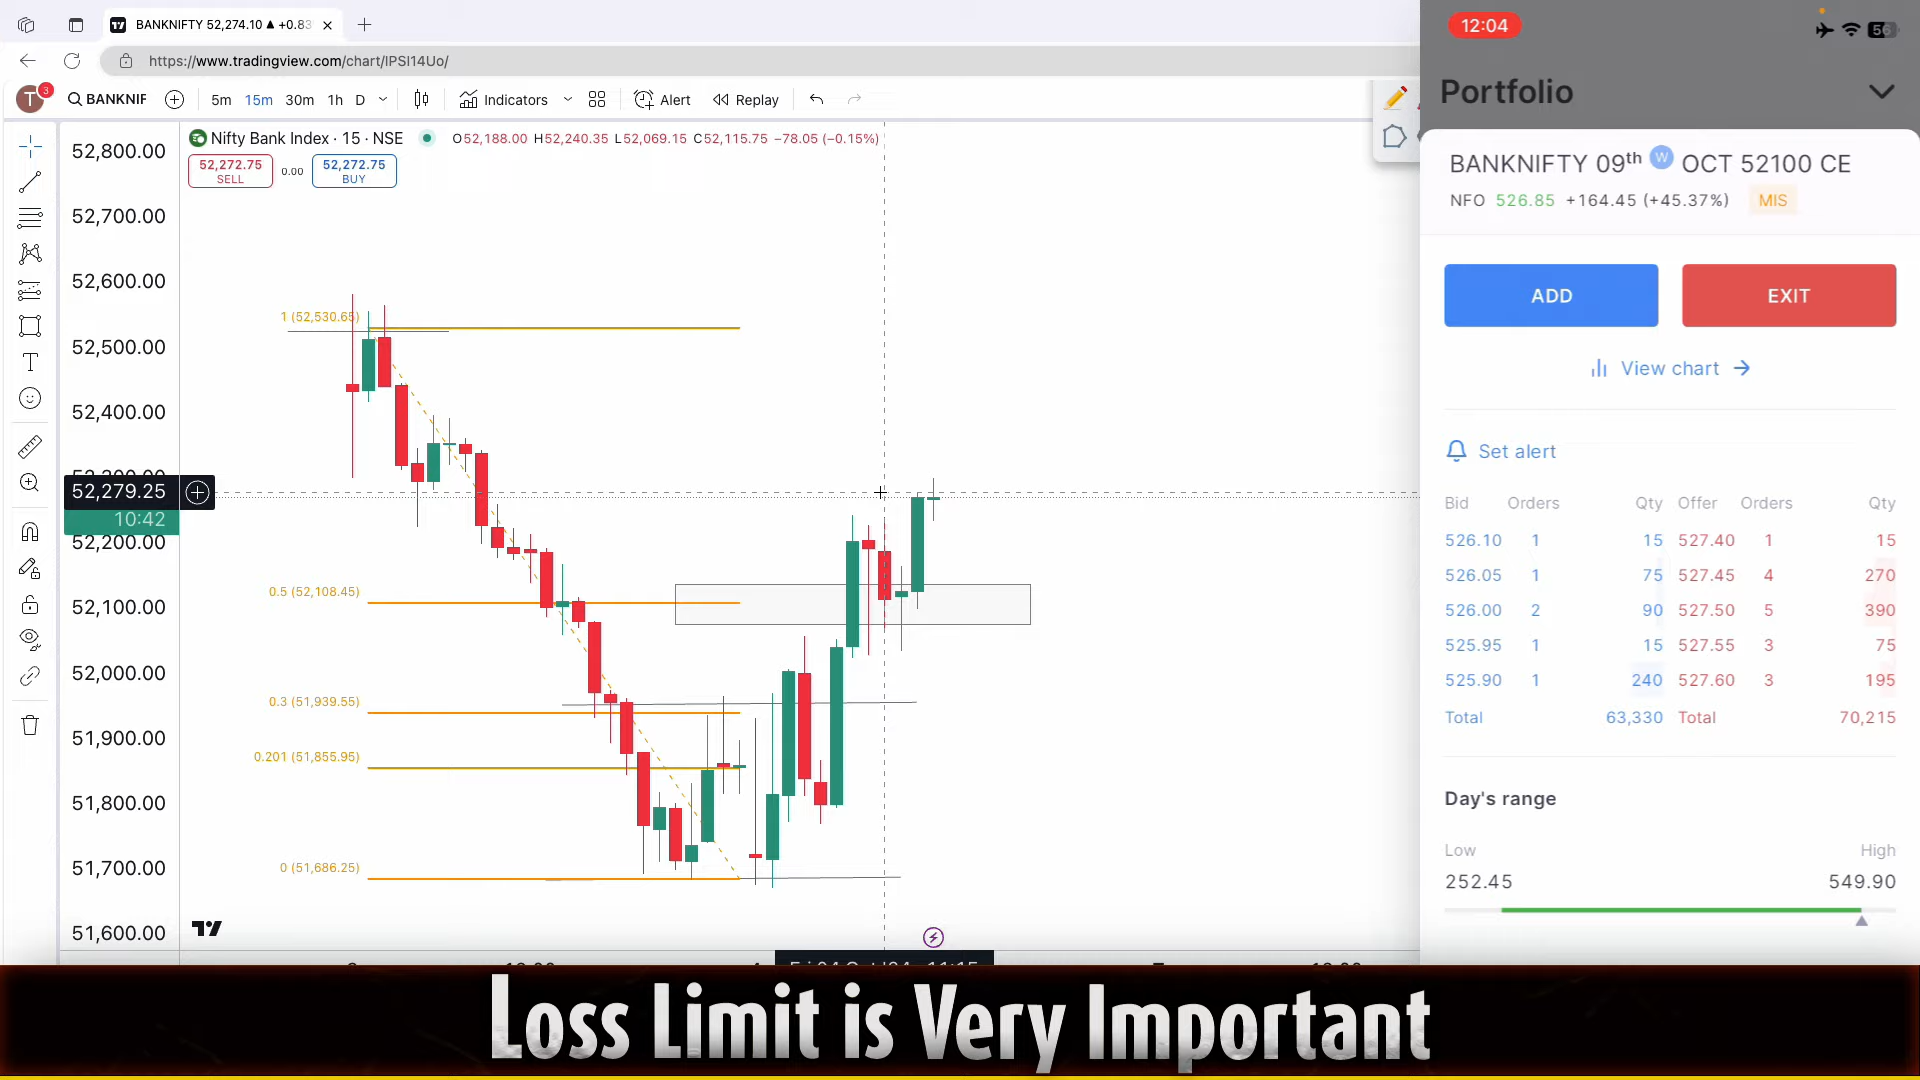 BANKNIFTY 52,274.10 ▲ +0.83
https://www.tradingview.com/chart/IPSI14Uo/
T 3 BANKNIF 5m 15m 30m 1h D Indicators Alert Replay
Nifty Bank Index · 15 · NSE O52,188.00 H52,240.35 L52,069.15 C52,115.75 −78.05 (−0.15%)
52,272.75 SELL 0.00 52,272.75 BUY
52,800.00
52,700.00
52,600.00
52,500.00
52,400.00
52,279.25
10:42
52,200.00
52,100.00
52,000.00
51,900.00
51,800.00
51,700.00
51,600.00
1 (52,530.65)
0.5 (52,108.45)
0.3 (51,939.55)
0.201 (51,855.95)
0 (51,686.25)
12:04 56
Portfolio
BANKNIFTY 09th W OCT 52100 CE
NFO 526.85 +164.45 (+45.37%) MIS
ADD EXIT
View chart
Set alert
Bid Orders Qty Offer Orders Qty
526.10 1 15 527.40 1 15
526.05 1 75 527.45 4 270
526.00 2 90 527.50 5 390
525.95 1 15 527.55 3 75
525.90 1 240 527.60 3 195
Total 63,330 Total 70,215
Day's range
Low High
252.45 549.90
Loss Limit is Very Important